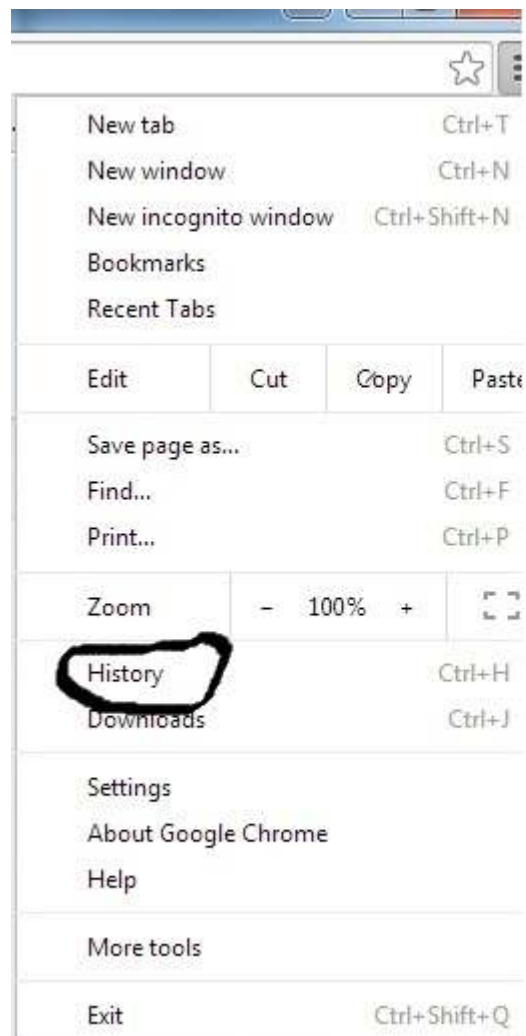 New tab Ctrl+T
New window Ctrl+N
New incognito window Ctrl+Shift+N
Bookmarks
Recent Tabs
Edit Cut Copy Paste
Save page as... Ctrl+S
Find... Ctrl+F
Print... Ctrl+P
Zoom - 100% +
History Ctrl+H
Downloads Ctrl+J
Settings
About Google Chrome
Help
More tools
Exit Ctrl+Shift+Q